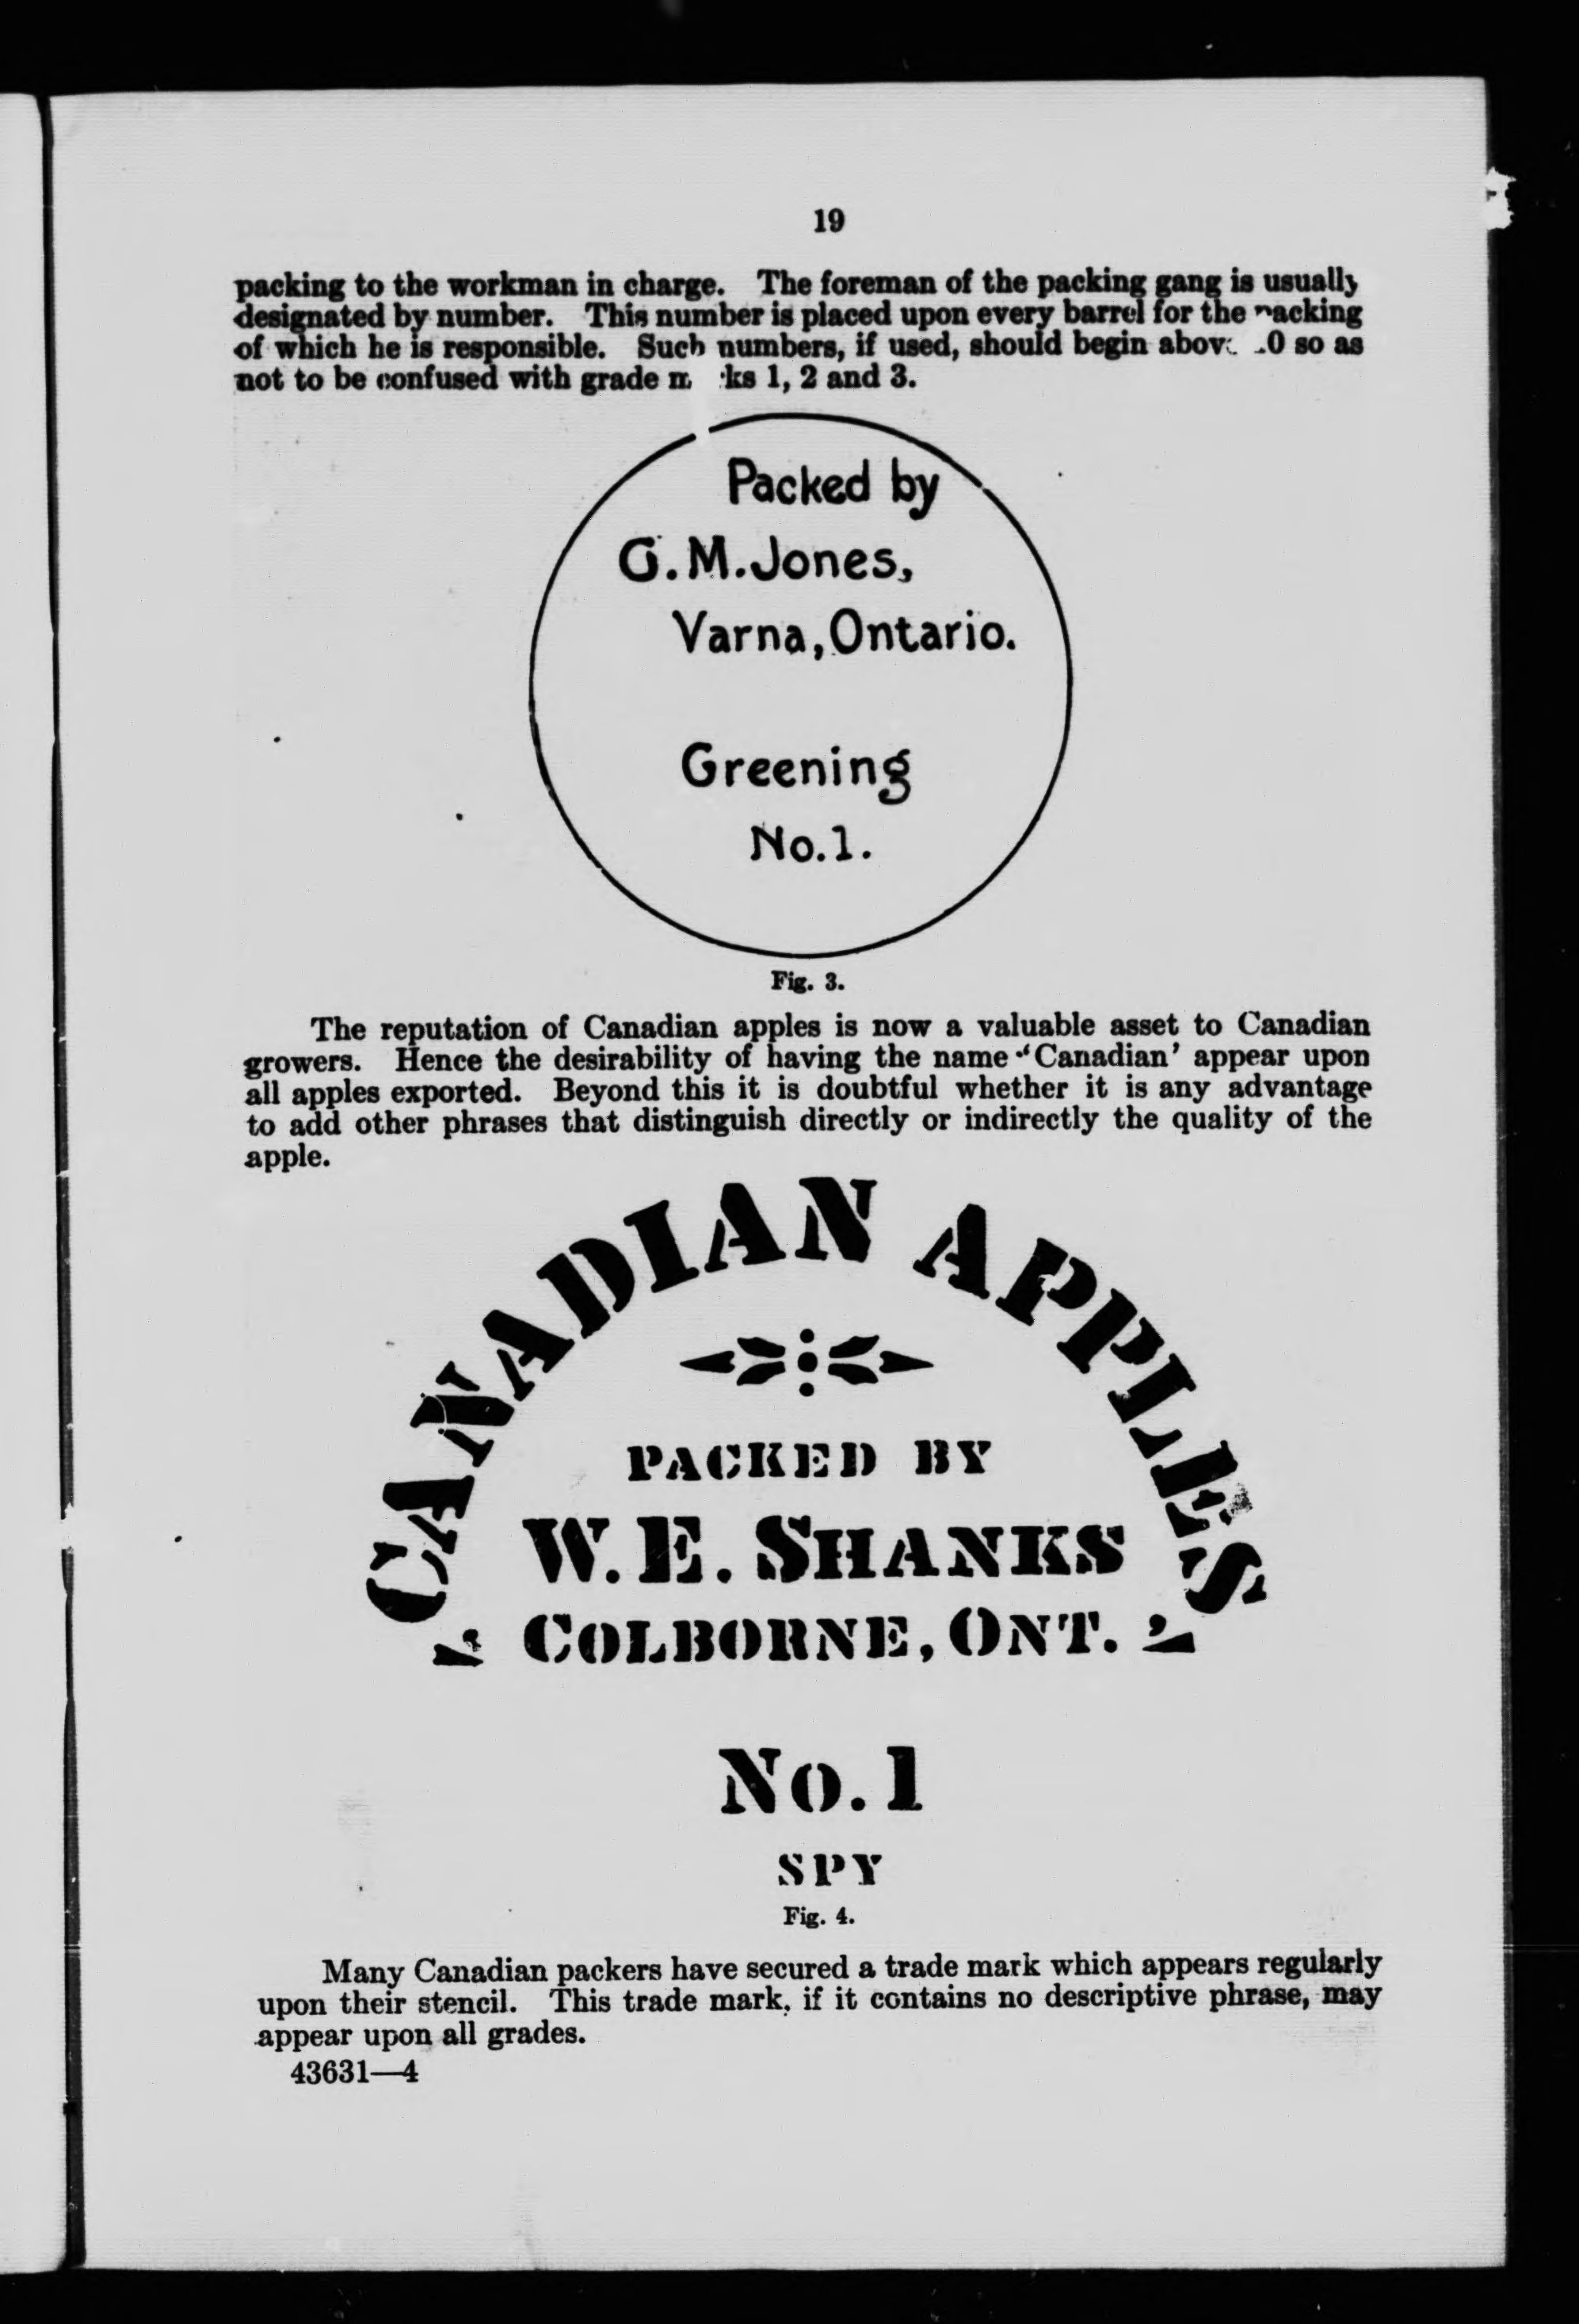 19
packing to the workman in charge. The foreman of the packing gang is usually
designated by number. This number is placed upon every barrel for the packing
of which he is responsible. Such numbers, if used, should begin above so as
not to be confused with grade 1, 2 and 3.
Packed by
G.M.Jones,
Varna, Ontario.
Greening
No.1.
Fig. 3.
The reputation of Canadian apples is now a valuable asset to Canadian
growers. Hence the desirability of having the name 'Canadian' appear upon
all apples exported. Beyond this it is doubtful whether it is any advantage
to add other phrases that distinguish directly or indirectly the quality of the
apple.
CANADIAN APPLES
PACKED BY
W.E. SHANKS
COLBORNE, ONT.
No. 1
SPY
Fig. 4.
Many Canadian packers have secured a trade mark which appears regularly
upon their stencil. This trade mark, if it contains no descriptive phrase, may
appear upon all grades.
43631—4